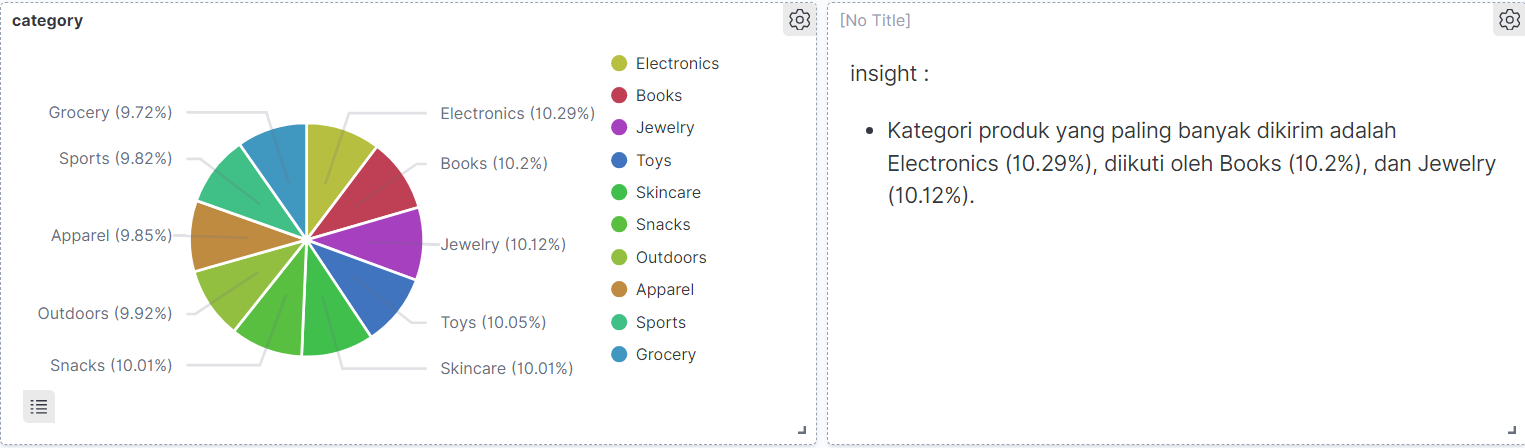 category
Grocery (9.72%)
Sports (9.82%)
Apparel (9.85%)
Outdoors (9.92%)
Snacks (10.01%)
Electronics (10.29%)
Books (10.2%)
Jewelry (10.12%)
Toys (10.05%)
Skincare (10.01%)
Electronics
Books
Jewelry
Toys
Skincare
Snacks
Outdoors
Apparel
Sports
Grocery
[No Title]
insight :
• Kategori produk yang paling banyak dikirim adalah
Electronics (10.29%), diikuti oleh Books (10.2%), dan Jewelry
(10.12%).